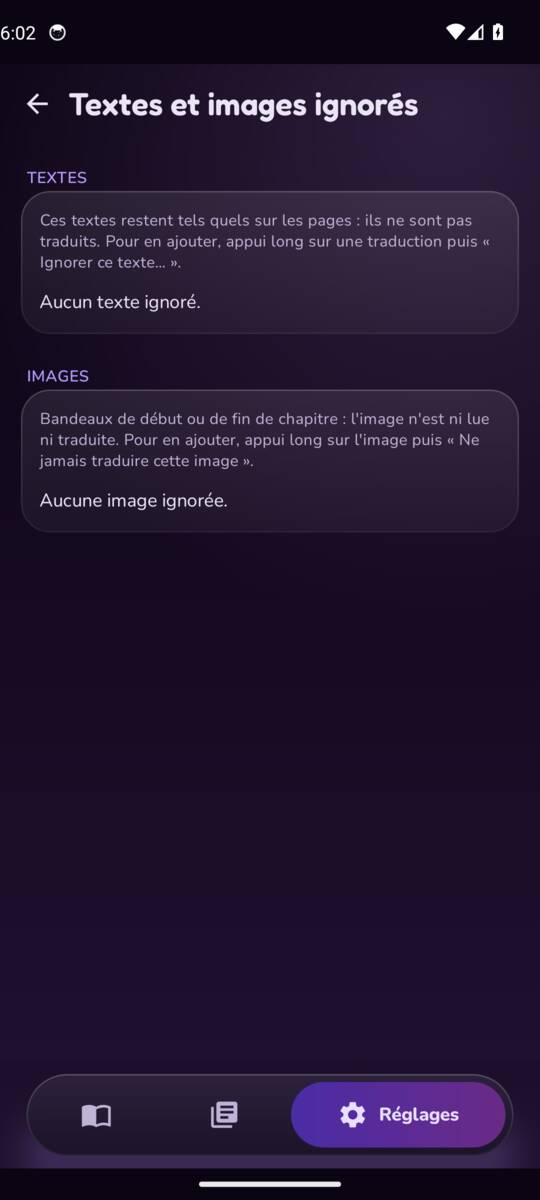 6:02
Textes et images ignorés
TEXTES
Ces textes restent tels quels sur les pages : ils ne sont pas
traduits. Pour en ajouter, appui long sur une traduction puis «
Ignorer ce texte… ».
Aucun texte ignoré.
IMAGES
Bandeaux de début ou de fin de chapitre : l'image n'est ni lue
ni traduite. Pour en ajouter, appui long sur l'image puis « Ne
jamais traduire cette image ».
Aucune image ignorée.
Réglages